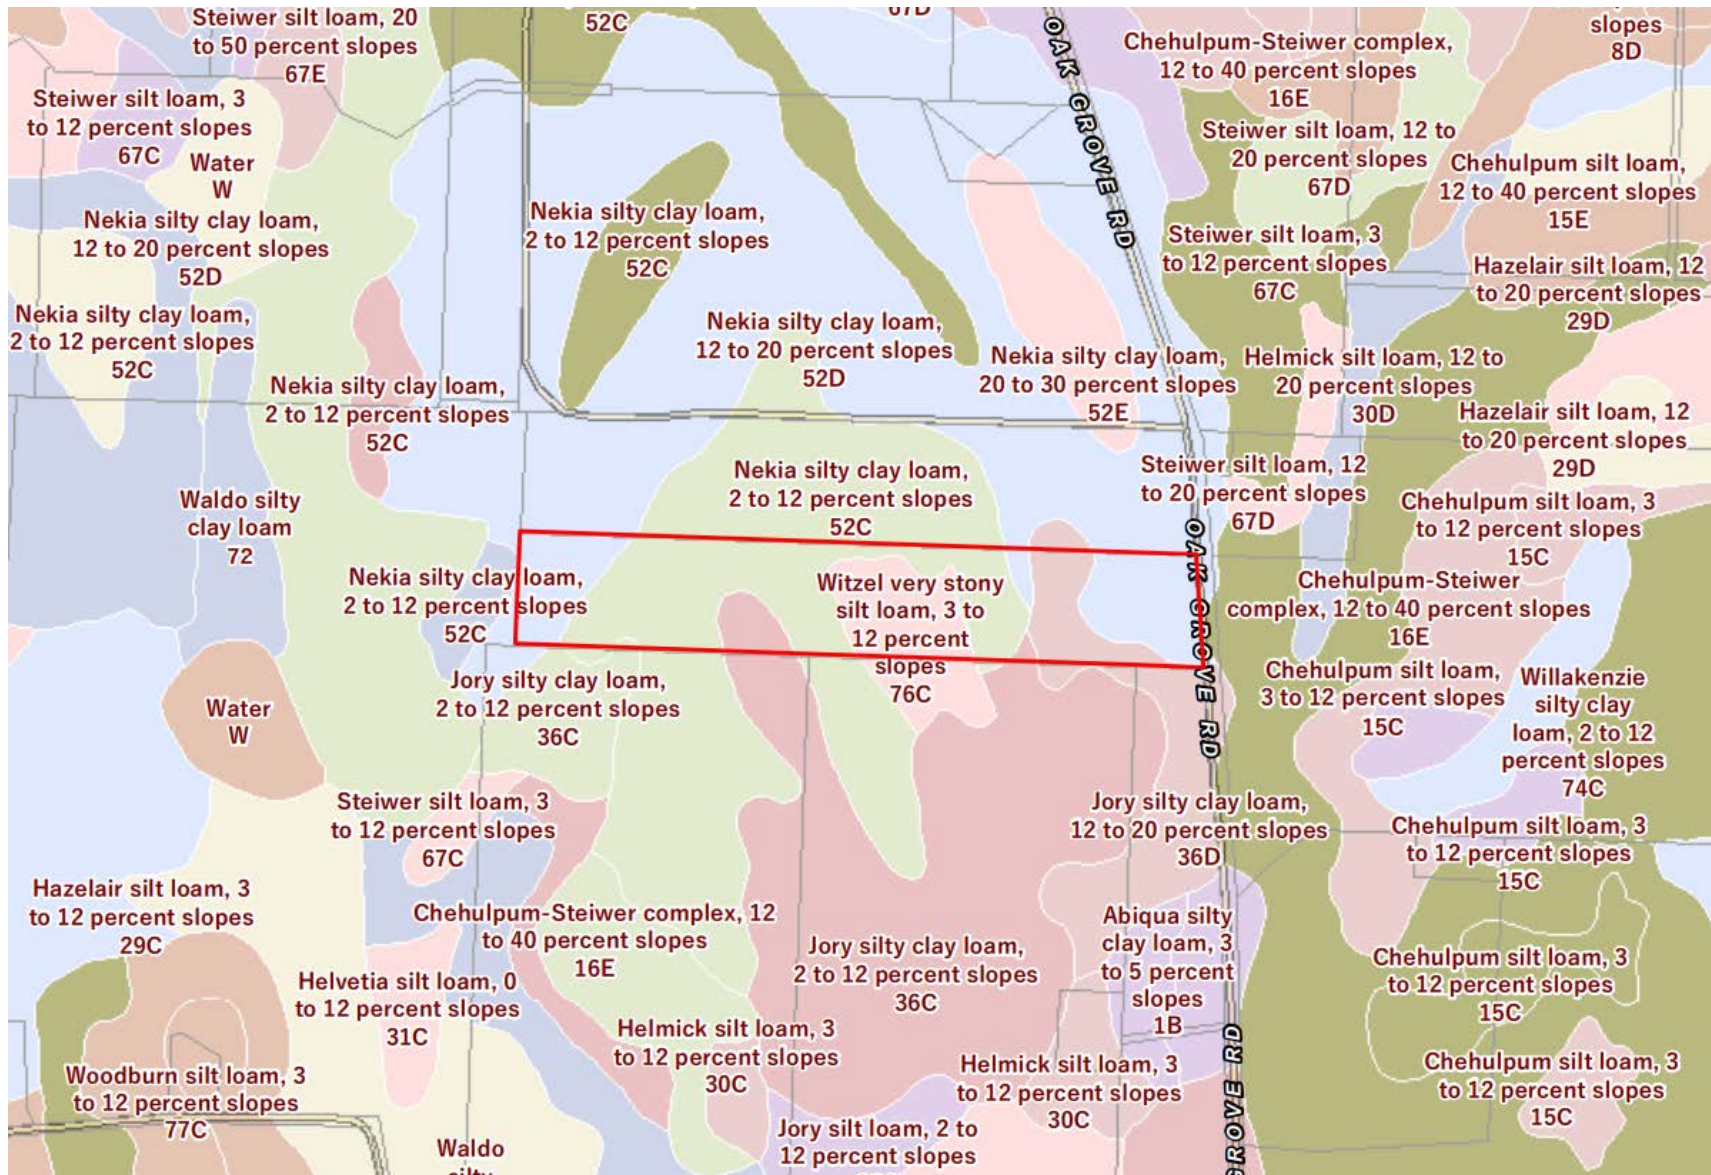 Steiwer silt loam, 20
to 50 percent slopes
67E
52C
67D
slopes
8D
OAK GROVE RD
Chehulpum-Steiwer complex,
12 to 40 percent slopes
16E
Steiwer silt loam, 3
to 12 percent slopes
67C
Water
W
Steiwer silt loam, 12 to
20 percent slopes
67D
Chehulpum silt loam,
12 to 40 percent slopes
15E
Nekia silty clay loam,
12 to 20 percent slopes
52D
Nekia silty clay loam,
2 to 12 percent slopes
52C
Steiwer silt loam, 3
to 12 percent slopes
67C
Hazelair silt loam, 12
to 20 percent slopes
29D
Nekia silty clay loam,
2 to 12 percent slopes
52C
Nekia silty clay loam,
12 to 20 percent slopes
52D
Nekia silty clay loam,
20 to 30 percent slopes
52E
Helmick silt loam, 12 to
20 percent slopes
30D
Nekia silty clay loam,
2 to 12 percent slopes
52C
Hazelair silt loam, 12
to 20 percent slopes
29D
Nekia silty clay loam,
2 to 12 percent slopes
52C
Steiwer silt loam, 12
to 20 percent slopes
67D
Waldo silty
clay loam
72
Chehulpum silt loam, 3
to 12 percent slopes
15C
OAK GROVE RD
Nekia silty clay loam,
2 to 12 percent slopes
52C
Witzel very stony
silt loam, 3 to
12 percent
slopes
76C
Chehulpum-Steiwer
complex, 12 to 40 percent slopes
16E
Jory silty clay loam,
2 to 12 percent slopes
36C
Chehulpum silt loam,
3 to 12 percent slopes
15C
Willakenzie
silty clay
loam, 2 to 12
percent slopes
74C
Water
W
Steiwer silt loam, 3
to 12 percent slopes
67C
Jory silty clay loam,
12 to 20 percent slopes
36D
Chehulpum silt loam, 3
to 12 percent slopes
15C
Hazelair silt loam, 3
to 12 percent slopes
29C
Chehulpum-Steiwer complex, 12
to 40 percent slopes
16E
Abiqua silty
clay loam, 3
to 5 percent
slopes
1B
Jory silty clay loam,
2 to 12 percent slopes
36C
Chehulpum silt loam, 3
to 12 percent slopes
15C
Helvetia silt loam, 0
to 12 percent slopes
31C
Helmick silt loam, 3
to 12 percent slopes
30C
Helmick silt loam, 3
to 12 percent slopes
30C
Chehulpum silt loam, 3
to 12 percent slopes
15C
Woodburn silt loam, 3
to 12 percent slopes
77C
GROVE RD
Jory silt loam, 2 to
12 percent slopes
Waldo
silty